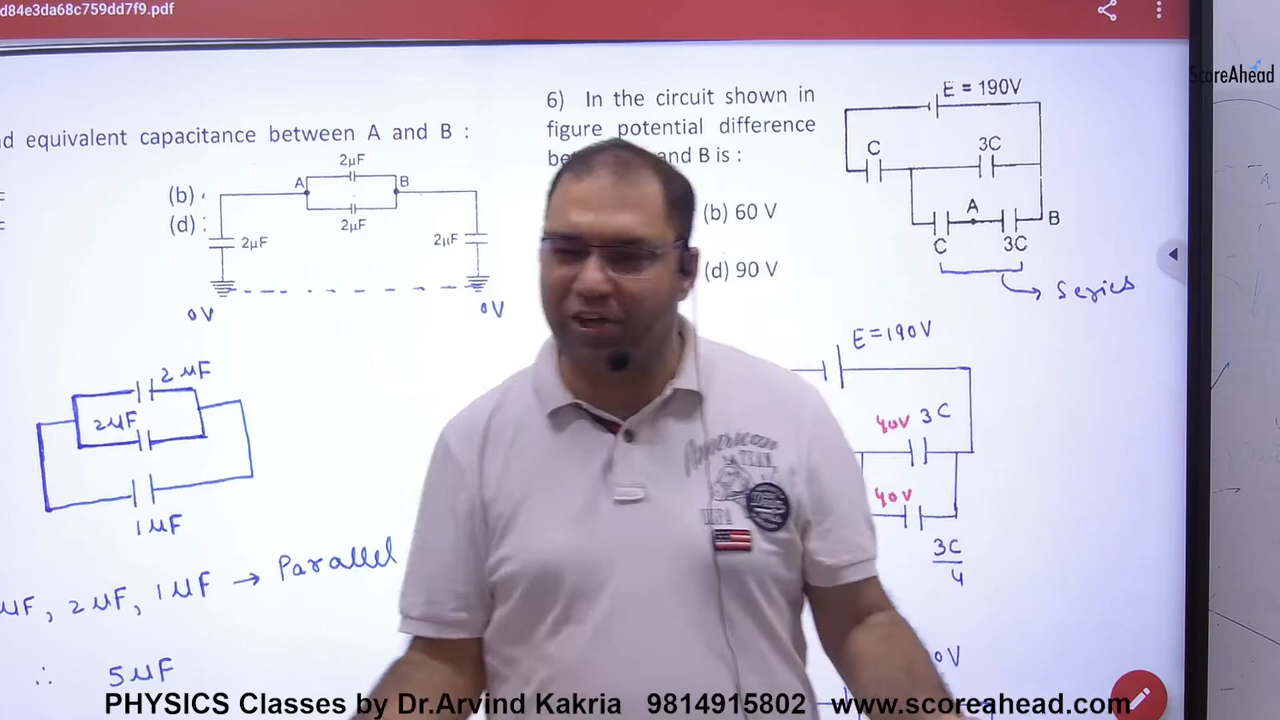 d84e3da68c759dd7f9.pdf
ScoreAhead
equivalent capacitance between A and B :
(b)
(d) :
2μF
A
B
2μF
2μF
2μF
0V
0V
2μF
2μF
1μF
μF, 2μF, 1μF → Parallel
∴ 5μF
6) In the circuit shown in
figure potential difference
and B is :
(b) 60 V
(d) 90 V
E = 190V
C
3C
A
B
C
3C
Series
E=190V
40V 3C
40V
3C
4
V
American
TEAM
PHYSICS Classes by Dr.Arvind Kakria 9814915802 www.scoreahead.com